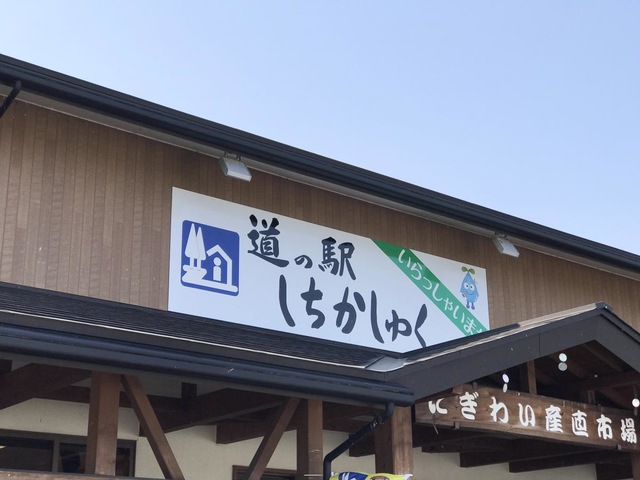 道の駅
しちかしゅく
いらっしゃいま
にぎわい産直市場